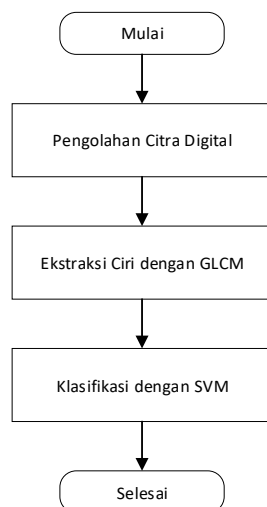 Mulai
Pengolahan Citra Digital
Ekstraksi Ciri dengan GLCM
Klasifikasi dengan SVM
Selesai